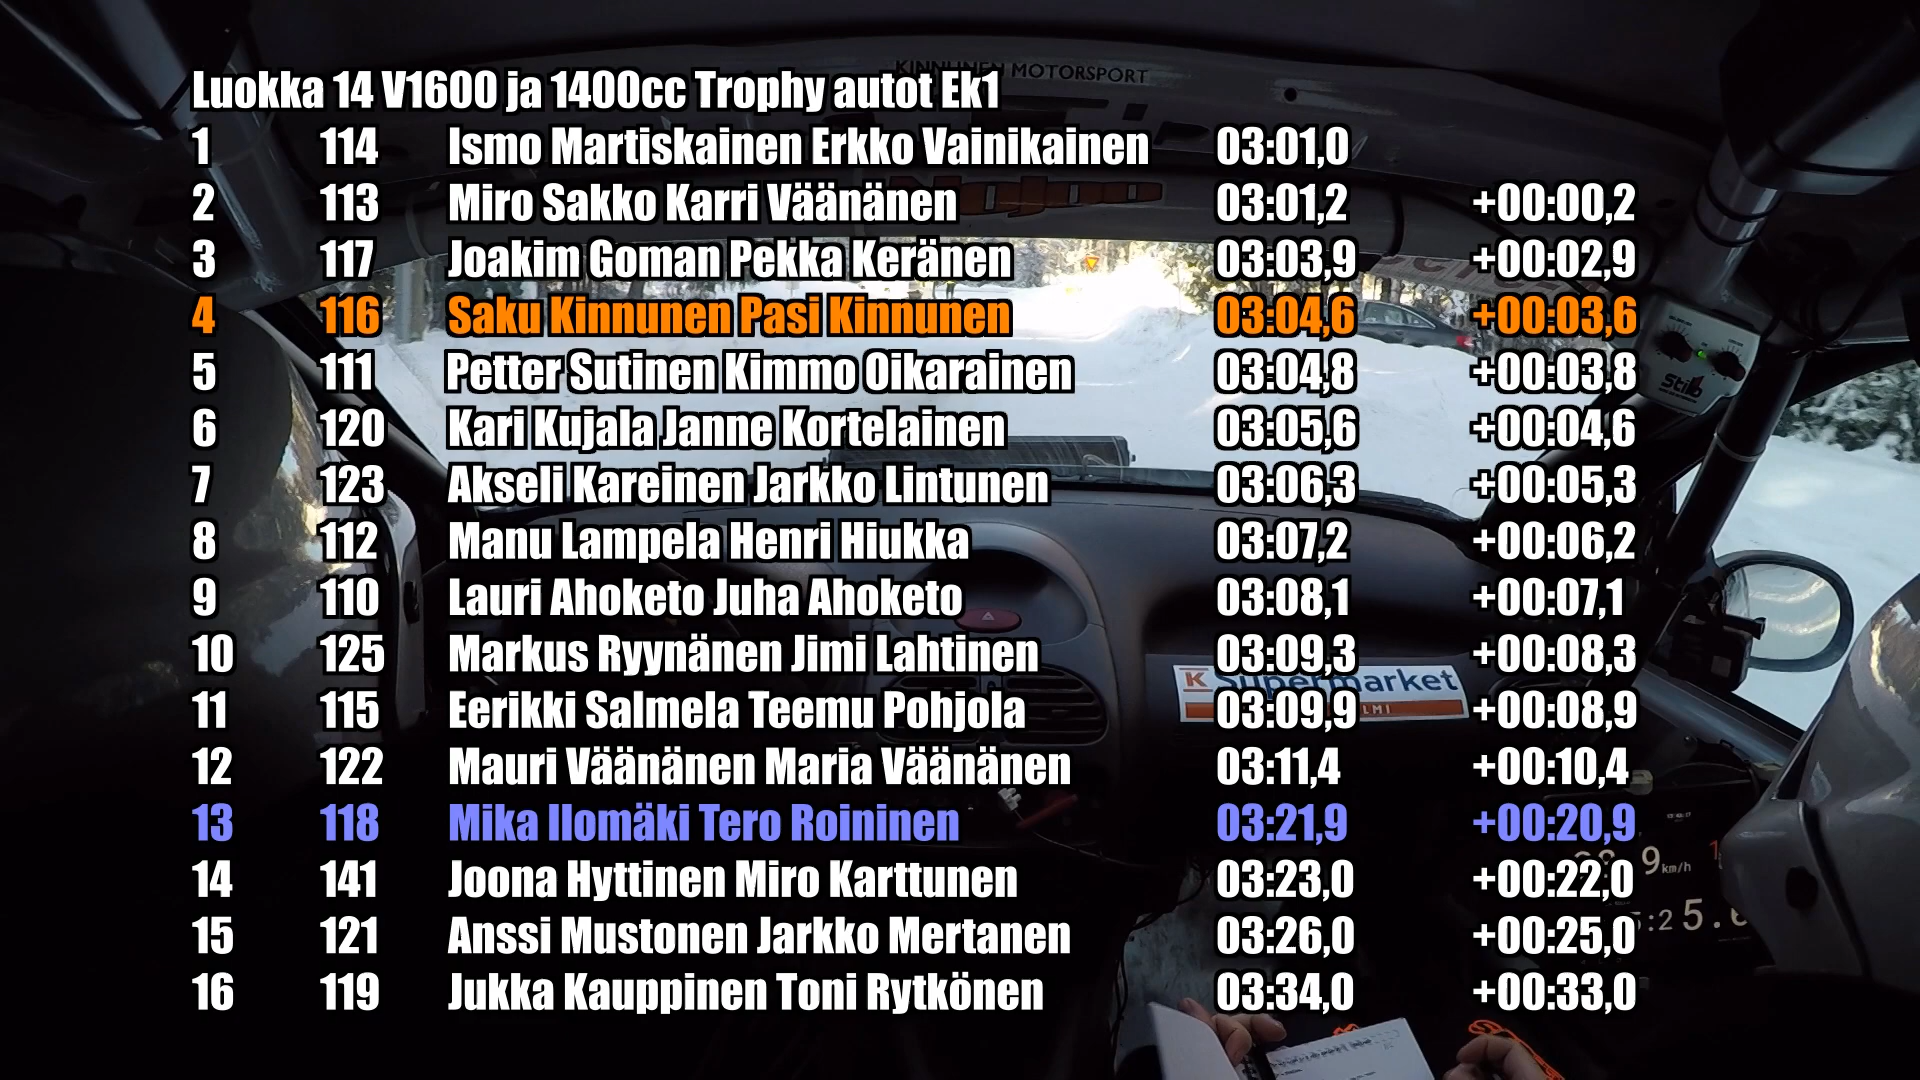 KINNUNEN MOTORSPORT
Luokka 14 V1600 ja 1400cc Trophy autot Ek1
1 114 Ismo Martiskainen Erkko Vainikainen 03:01,0
2 113 Miro Sakko Karri Väänänen 03:01,2 +00:00,2
3 117 Joakim Goman Pekka Keränen 03:03,9 +00:02,9
4 116 Saku Kinnunen Pasi Kinnunen 03:04,6 +00:03,6
5 111 Petter Sutinen Kimmo Oikarainen 03:04,8 +00:03,8
Stilo
6 120 Kari Kujala Janne Kortelainen 03:05,6 +00:04,6
7 123 Akseli Kareinen Jarkko Lintunen 03:06,3 +00:05,3
8 112 Manu Lampela Henri Hiukka 03:07,2 +00:06,2
9 110 Lauri Ahoketo Juha Ahoketo 03:08,1 +00:07,1
10 125 Markus Ryynänen Jimi Lahtinen 03:09,3 +00:08,3
K Supermarket
11 115 Eerikki Salmela Teemu Pohjola 03:09,9 +00:08,9
12 122 Mauri Väänänen Maria Väänänen 03:11,4 +00:10,4
13 118 Mika Ilomäki Tero Roininen 03:21,9 +00:20,9
14 141 Joona Hyttinen Miro Karttunen 03:23,0 +00:22,0
km/h
15 121 Anssi Mustonen Jarkko Mertanen 03:26,0 +00:25,0
16 119 Jukka Kauppinen Toni Rytkönen 03:34,0 +00:33,0